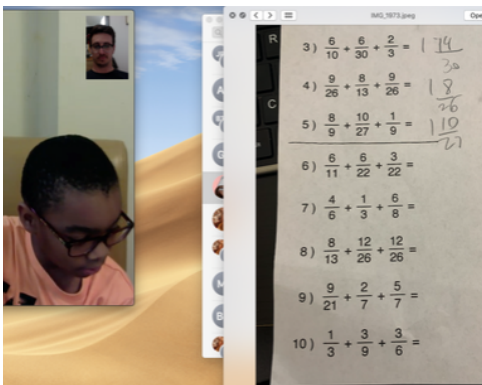 IMG_1973.jpeg Ope
R
C
A
G
M
B
3) 6/10 + 6/30 + 2/3 = 1 14/30
4) 9/26 + 8/13 + 9/26 = 1 8/26
5) 8/9 + 10/27 + 1/9 = 1 10/27
6) 6/11 + 6/22 + 3/22 =
7) 4/6 + 1/3 + 6/8 =
8) 8/13 + 12/26 + 12/26 =
9) 9/21 + 2/7 + 5/7 =
10) 1/3 + 3/9 + 3/6 =